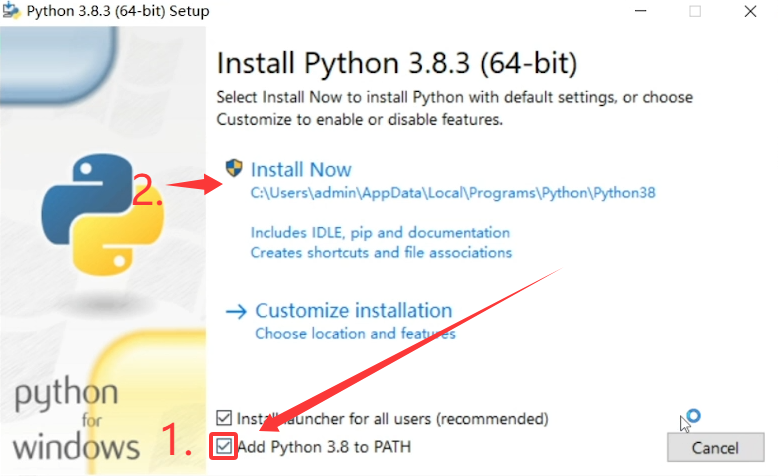 Python 3.8.3 (64-bit) Setup
Install Python 3.8.3 (64-bit)
Select Install Now to install Python with default settings, or choose
Customize to enable or disable features.
2.
Install Now
C:\Users\admin\AppData\Local\Programs\Python\Python38
Includes IDLE, pip and documentation
Creates shortcuts and file associations
Customize installation
Choose location and features
python
for
windows
Install launcher for all users (recommended)
1.
Add Python 3.8 to PATH
Cancel